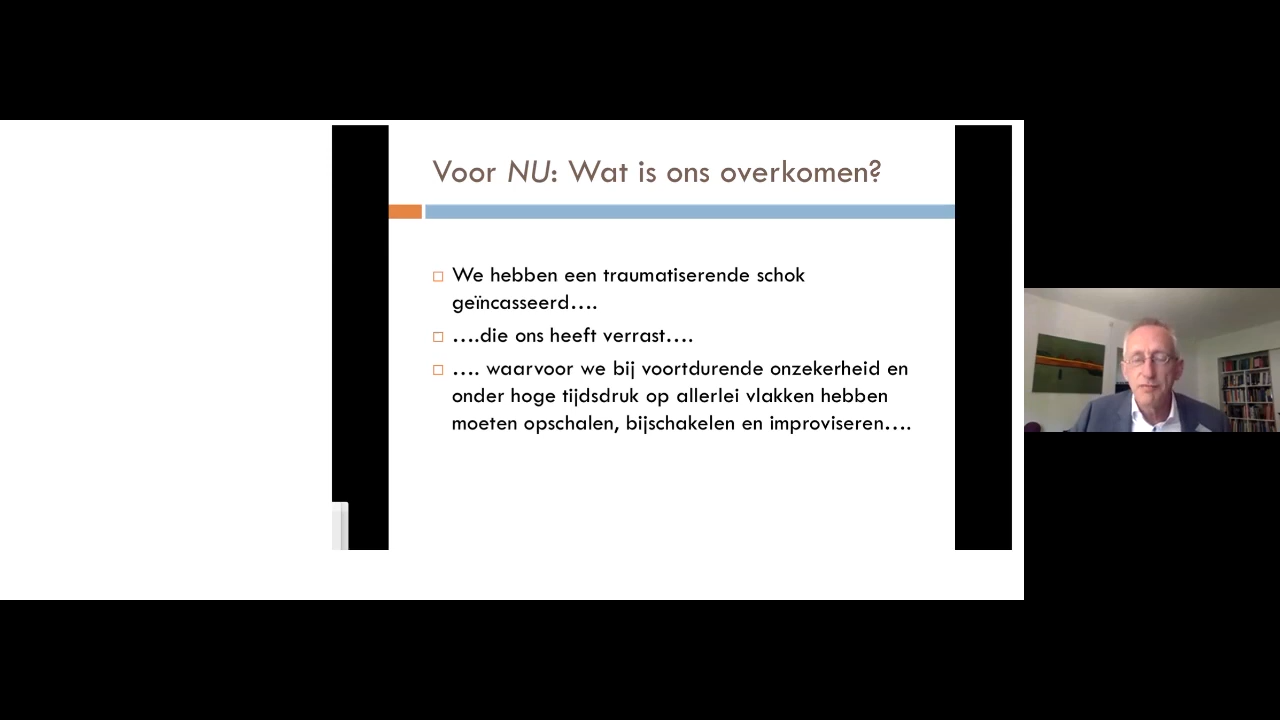 Voor NU: Wat is ons overkomen?
We hebben een traumatiserende schok
geïncasseerd….
….die ons heeft verrast….
…. waarvoor we bij voortdurende onzekerheid en
onder hoge tijdsdruk op allerlei vlakken hebben
moeten opschalen, bijschakelen en improviseren….